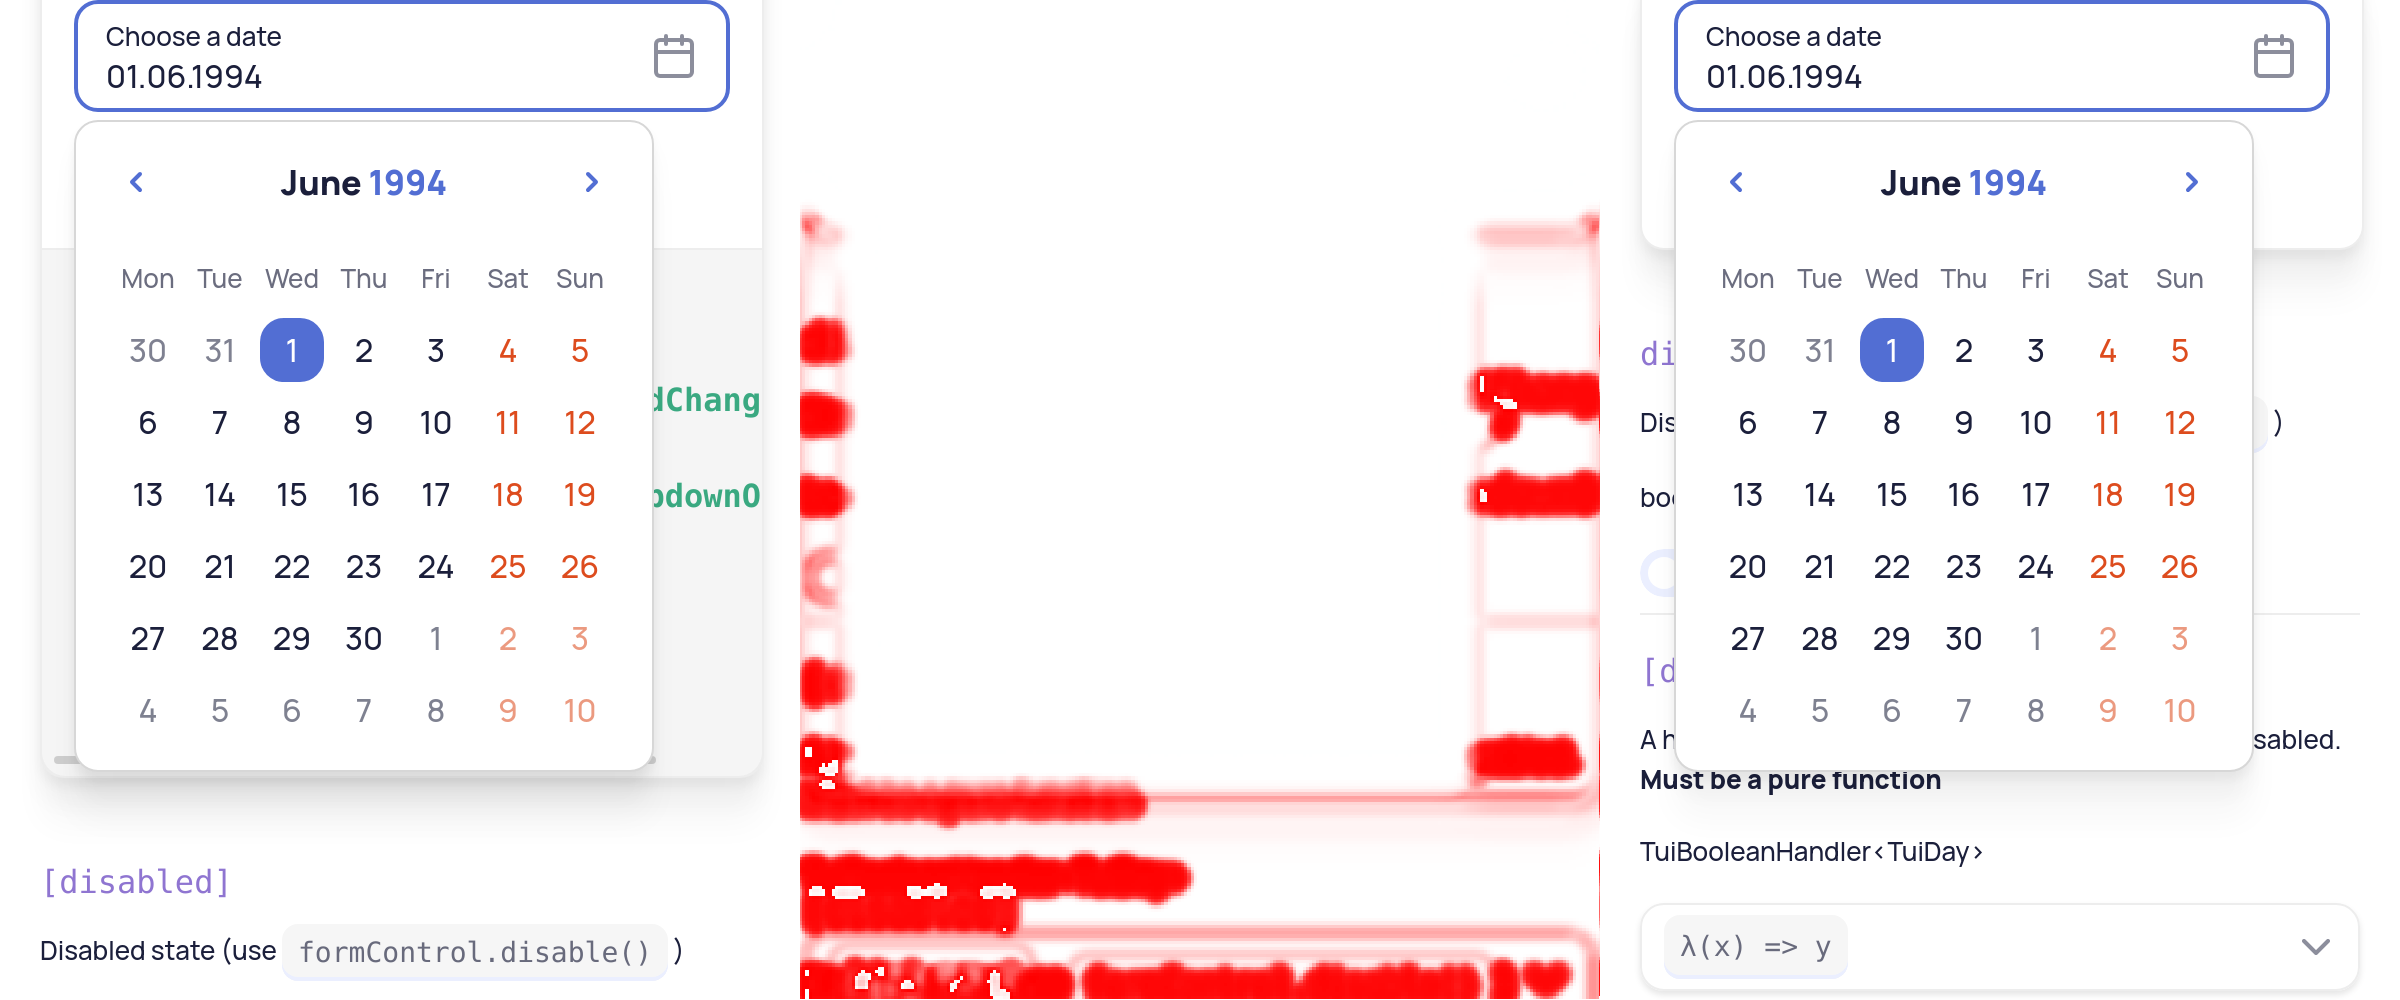 Choose a date
01.06.1994
June 1994
Mon Tue Wed Thu Fri Sat Sun
30 31 1 2 3 4 5
6 7 8 9 10 11 12
13 14 15 16 17 18 19
20 21 22 23 24 25 26
27 28 29 30 1 2 3
4 5 6 7 8 9 10
dChang
pdownO
[disabled]
Disabled state (use formControl.disable() )
Choose a date
01.06.1994
June 1994
Mon Tue Wed Thu Fri Sat Sun
30 31 1 2 3 4 5
6 7 8 9 10 11 12
13 14 15 16 17 18 19
20 21 22 23 24 25 26
27 28 29 30 1 2 3
4 5 6 7 8 9 10
di
Dis )
boo
[d
A h sabled.
Must be a pure function
TuiBooleanHandler<TuiDay>
λ(x) => y